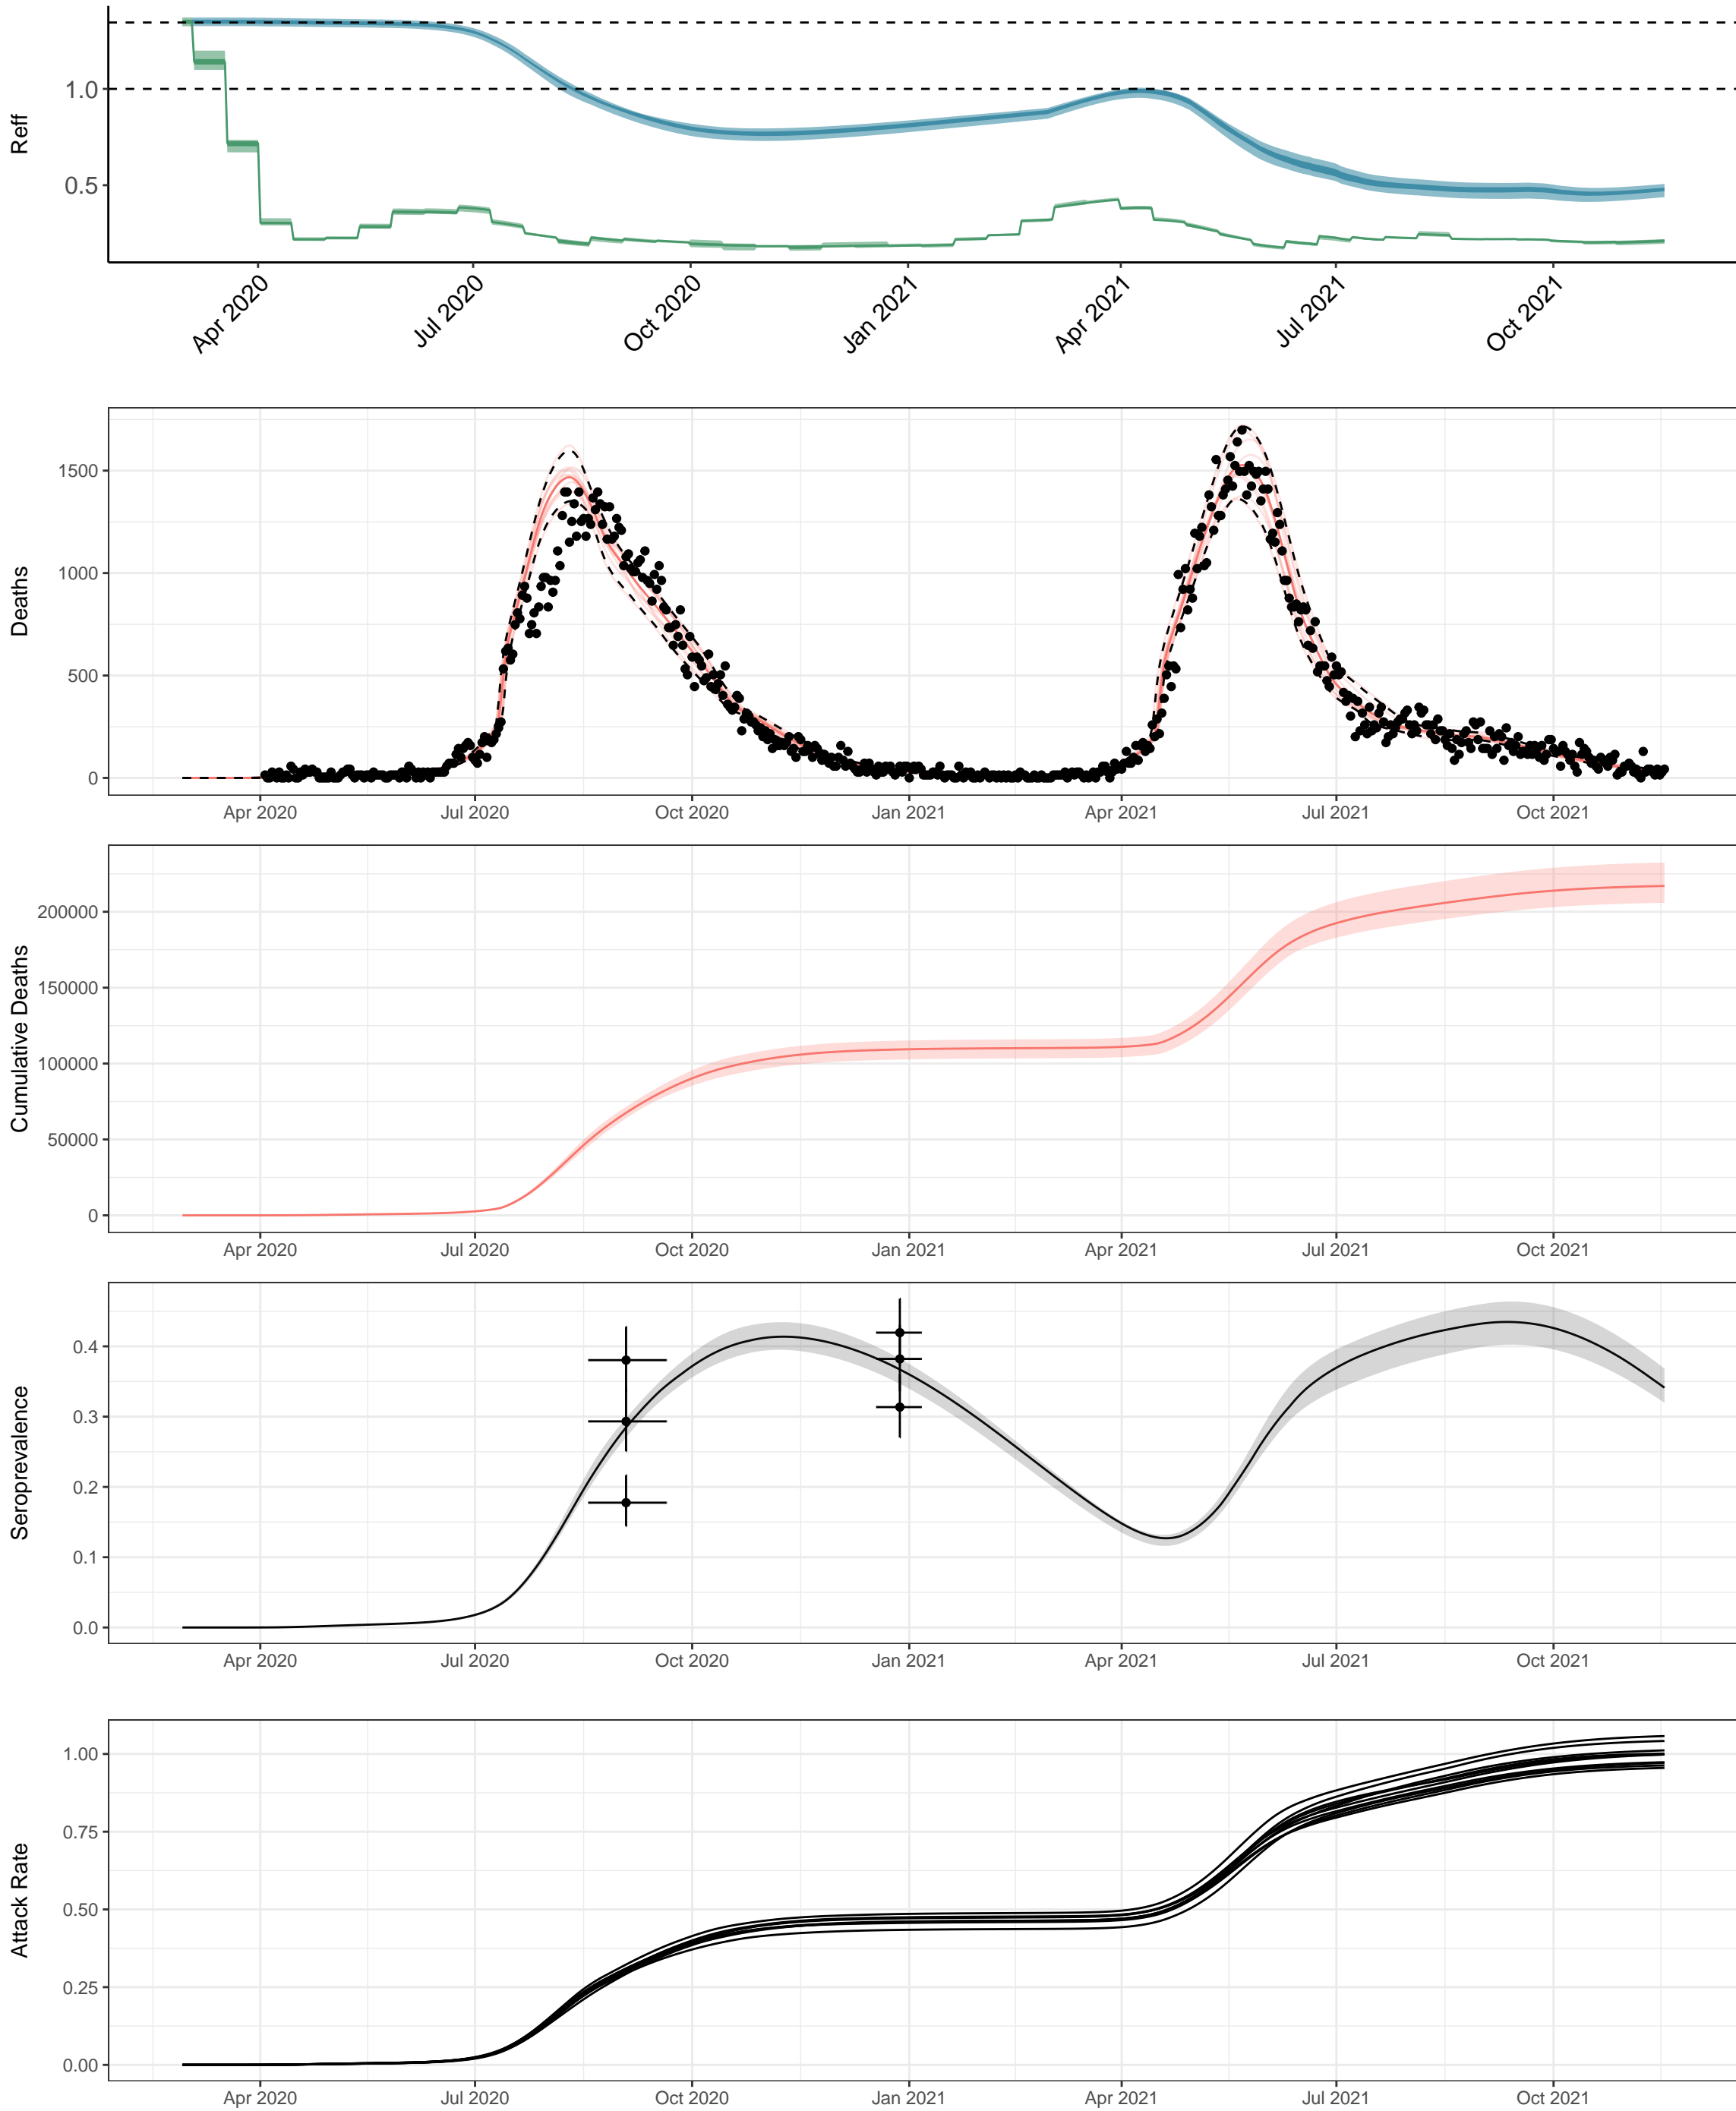 Reff
1.0
0.5
Apr 2020
Jul 2020
Oct 2020
Jan 2021
Apr 2021
Jul 2021
Oct 2021
Deaths
1500
1000
500
0
Apr 2020
Jul 2020
Oct 2020
Jan 2021
Apr 2021
Jul 2021
Oct 2021
Cumulative Deaths
200000
150000
100000
50000
0
Apr 2020
Jul 2020
Oct 2020
Jan 2021
Apr 2021
Jul 2021
Oct 2021
Seroprevalence
0.4
0.3
0.2
0.1
0.0
Apr 2020
Jul 2020
Oct 2020
Jan 2021
Apr 2021
Jul 2021
Oct 2021
Attack Rate
1.00
0.75
0.50
0.25
0.00
Apr 2020
Jul 2020
Oct 2020
Jan 2021
Apr 2021
Jul 2021
Oct 2021